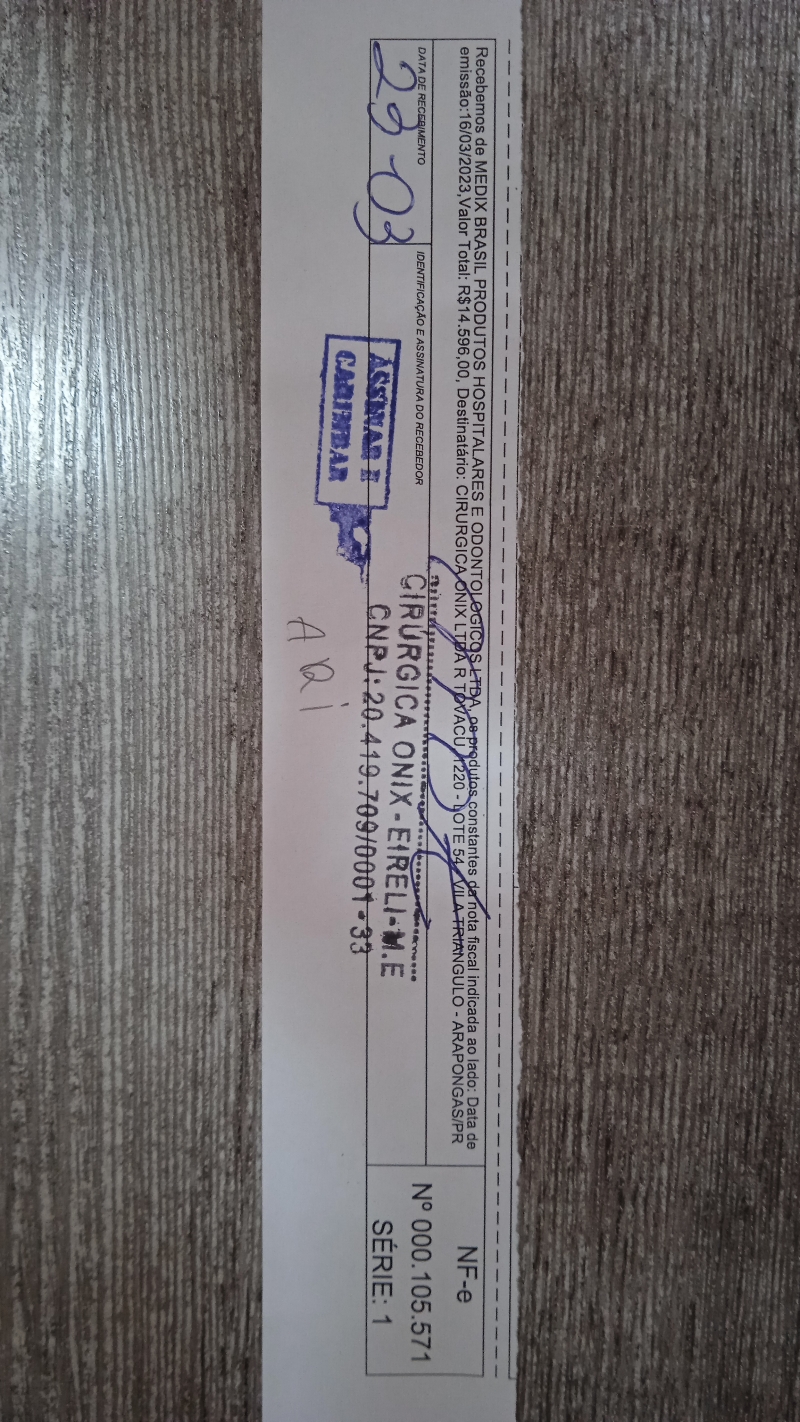 Recebemos de MEDIX BRASIL PRODUTOS HOSPITALARES E ODONTOLOGICOS LTDA, os produtos constantes da nota fiscal indicada ao lado: Data de
emissão:16/03/2023,Valor Total: R$14.596,00, Destinatário: CIRURGICA ONIX LTDA R TOVACU 1220 - LOTE 54 VILA TRIANGULO - ARAPONGAS/PR
DATA DE RECEBIMENTO
IDENTIFICAÇÃO E ASSINATURA DO RECEBEDOR
29-03
ASSINAR E
CARIMBAR
CIRÚRGICA ONIX-EIRELI-M.E
CNPJ:20.419.709/0001-33
ARi
NF-e
Nº 000.105.571
SÉRIE: 1